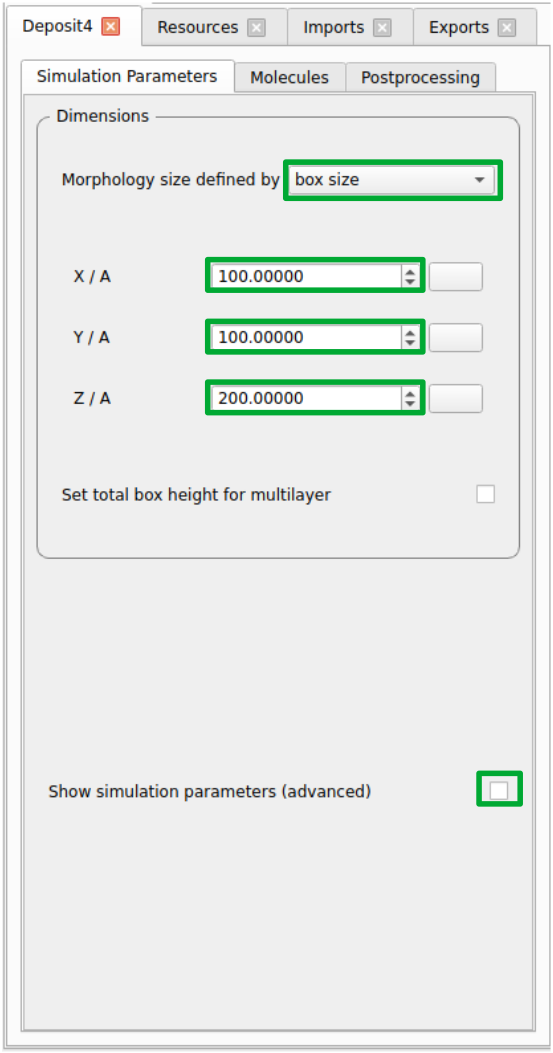 Deposit4 Resources Imports Exports
Simulation Parameters Molecules Postprocessing
Dimensions
Morphology size defined by box size
X / A 100.00000
Y / A 100.00000
Z / A 200.00000
Set total box height for multilayer
Show simulation parameters (advanced)